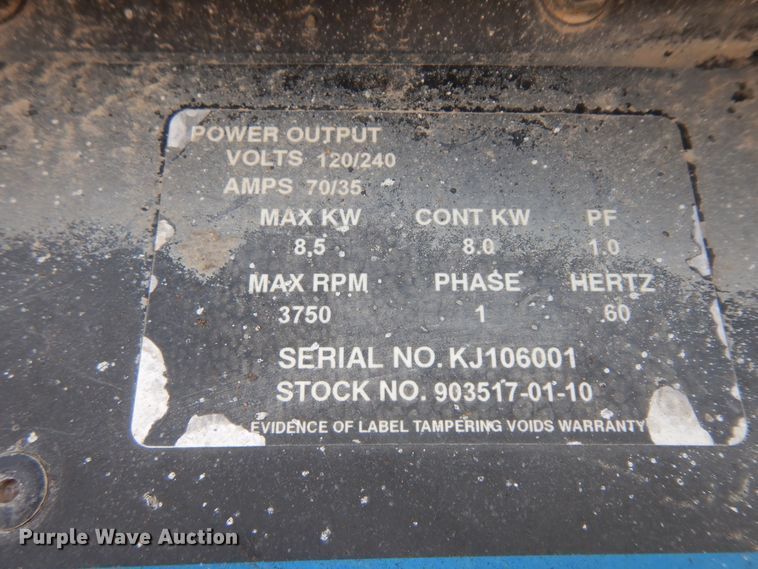 POWER OUTPUT
VOLTS 120/240
AMPS 70/35
MAX KW CONT KW PF
8.5 8.0 1.0
MAX RPM PHASE HERTZ
3750 1 60
SERIAL NO. KJ106001
STOCK NO. 903517-01-10
EVIDENCE OF LABEL TAMPERING VOIDS WARRANTY
Purple Wave Auction